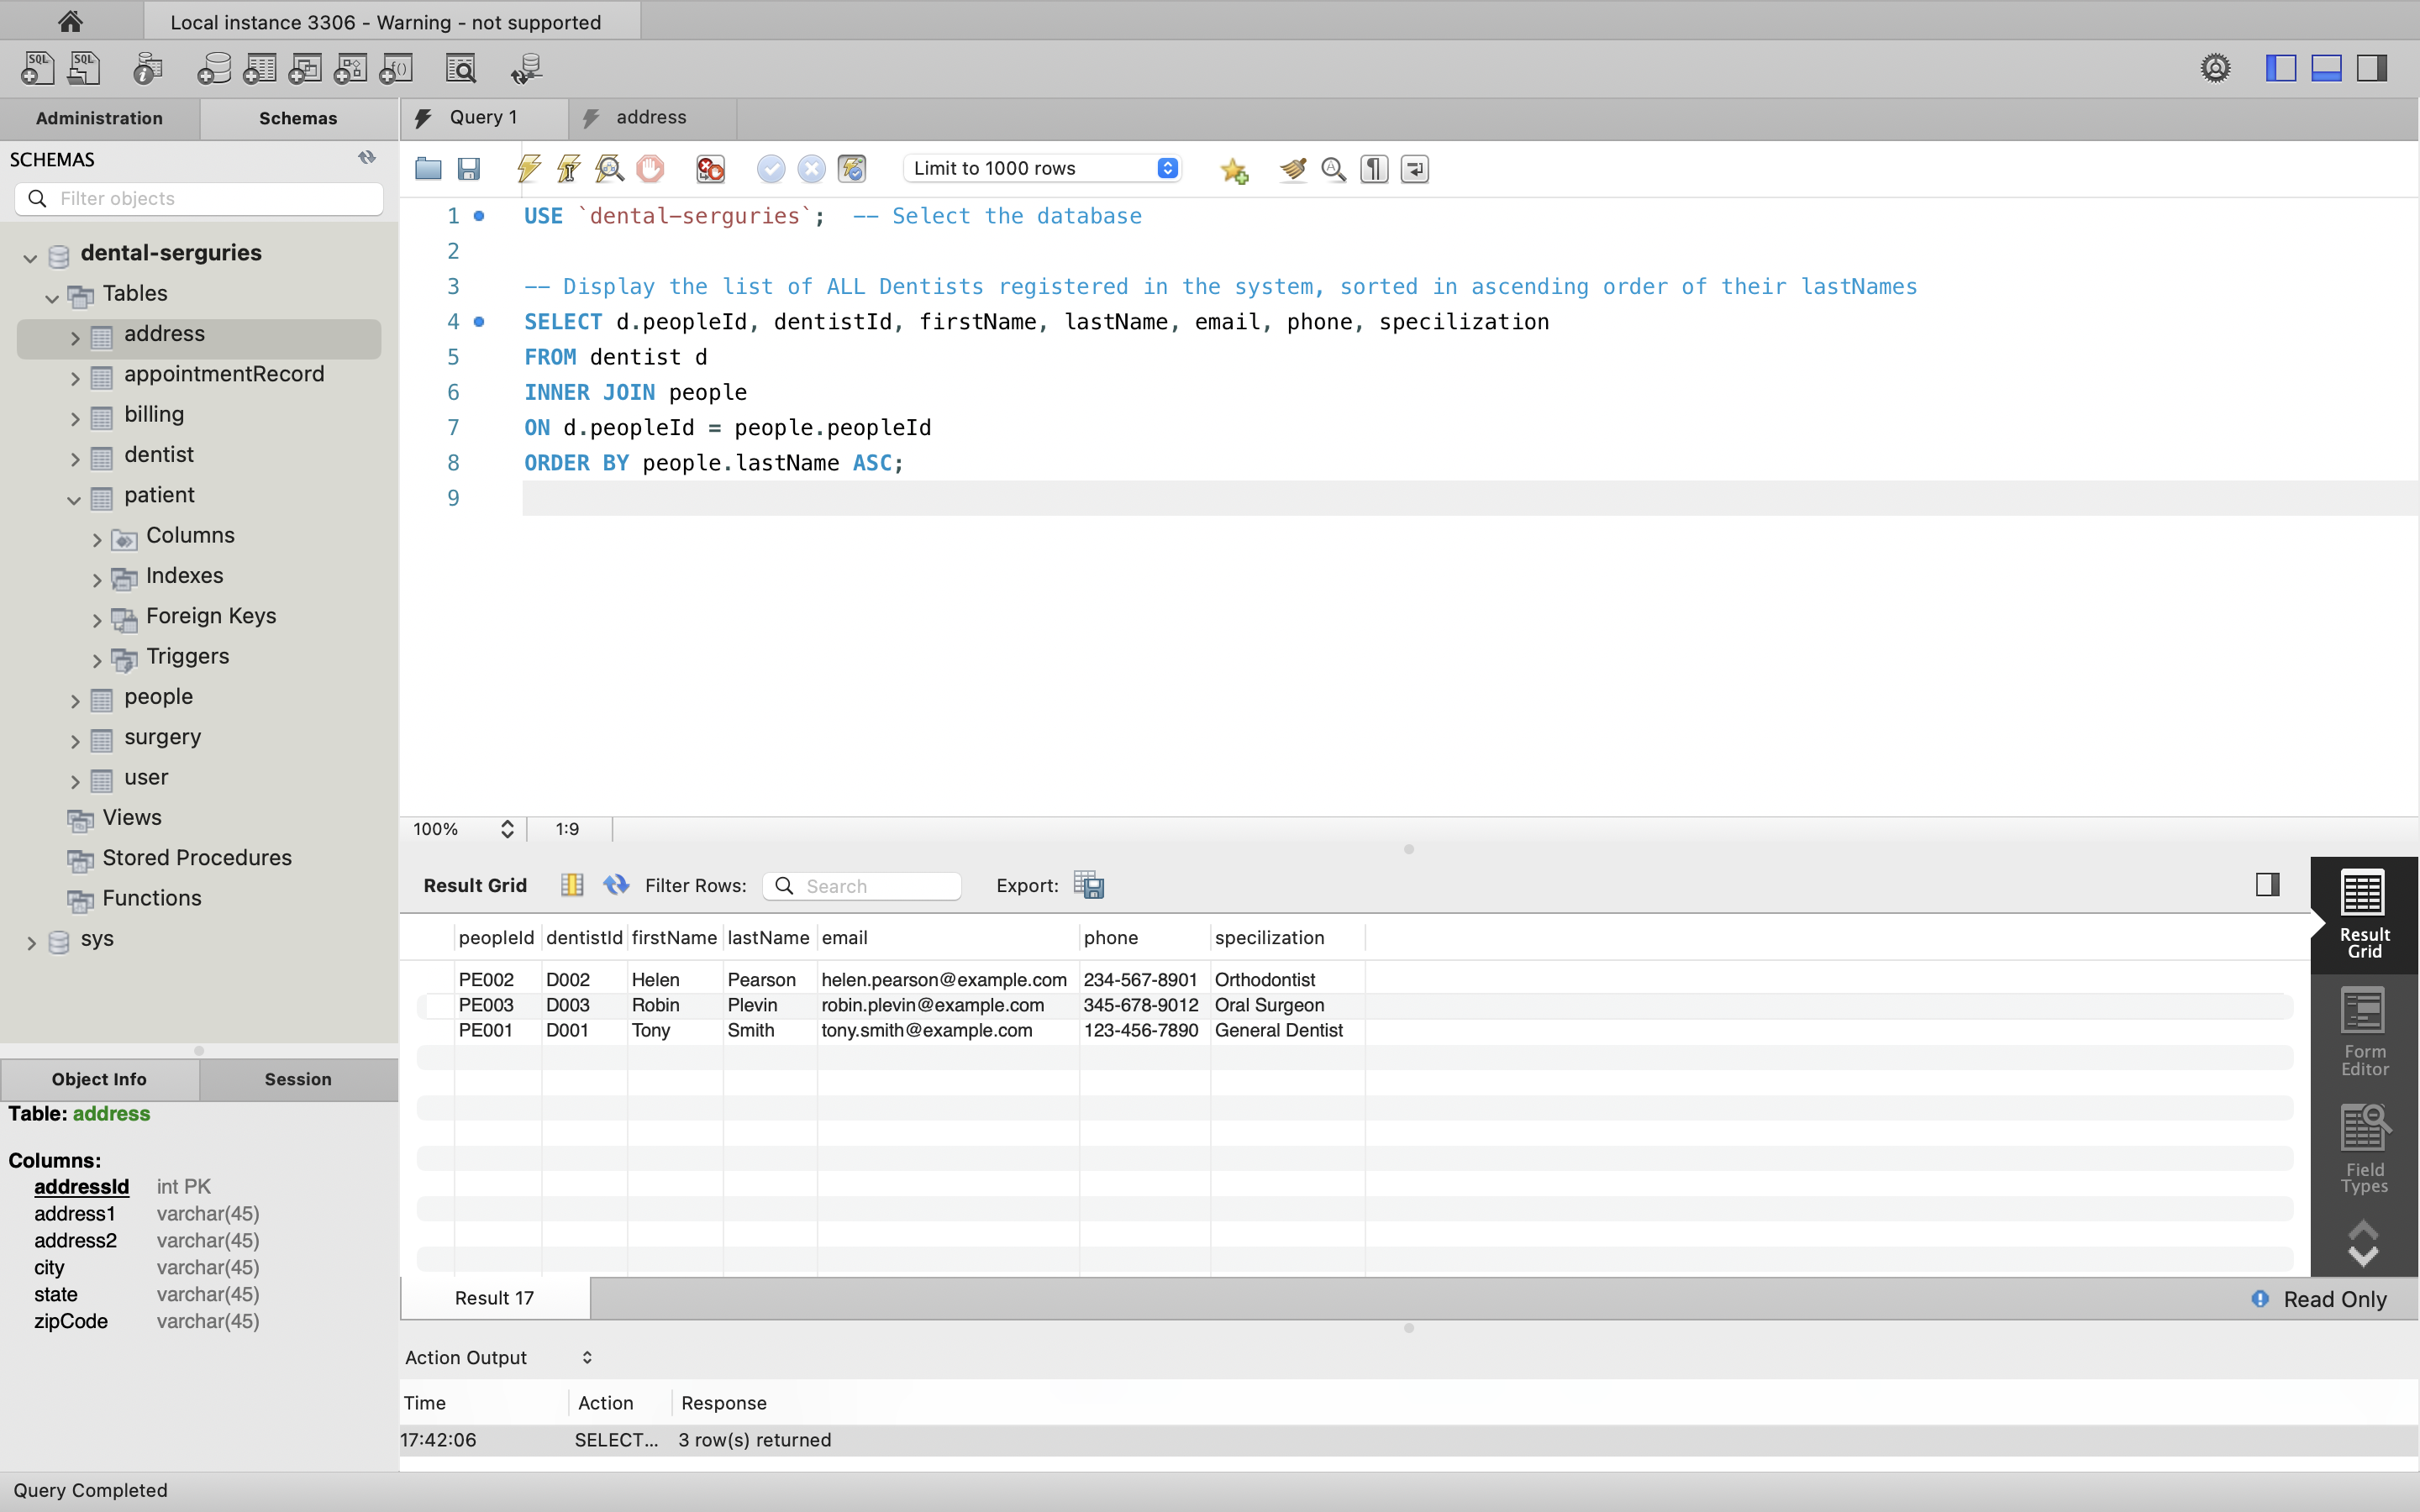 Local instance 3306 - Warning - not supported
SQL SQL
Administration Schemas
Query 1 address
SCHEMAS
Filter objects
Limit to 1000 rows
dental-serguries
Tables
address
appointmentRecord
billing
dentist
patient
Columns
Indexes
Foreign Keys
Triggers
people
surgery
user
Views
Stored Procedures
Functions
sys
1 USE `dental-serguries`; -- Select the database
2
3 -- Display the list of ALL Dentists registered in the system, sorted in ascending order of their lastNames
4 SELECT d.peopleId, dentistId, firstName, lastName, email, phone, specilization
5 FROM dentist d
6 INNER JOIN people
7 ON d.peopleId = people.peopleId
8 ORDER BY people.lastName ASC;
9
100% 1:9
Result Grid Filter Rows: Search Export:
peopleId dentistId firstName lastName email phone specilization
PE002 D002 Helen Pearson helen.pearson@example.com 234-567-8901 Orthodontist
PE003 D003 Robin Plevin robin.plevin@example.com 345-678-9012 Oral Surgeon
PE001 D001 Tony Smith tony.smith@example.com 123-456-7890 General Dentist
Result
Grid
Form
Editor
Field
Types
Object Info Session
Table: address
Columns:
addressId int PK
address1 varchar(45)
address2 varchar(45)
city varchar(45)
state varchar(45)
zipCode varchar(45)
Result 17 Read Only
Action Output
Time Action Response
17:42:06 SELECT... 3 row(s) returned
Query Completed